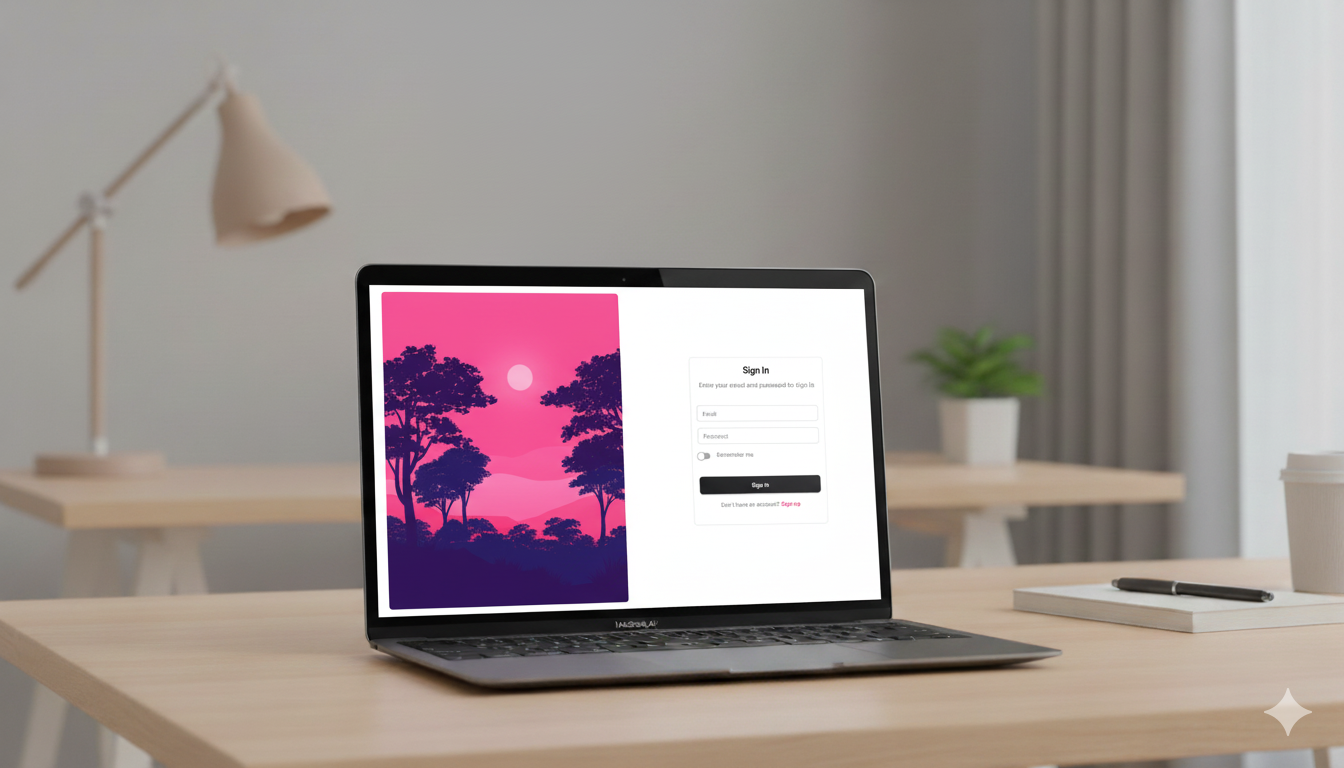 Sign In
Enter your email and password to sign in
Email
Password
Remember me
Sign In
Don't have an account? Sign up